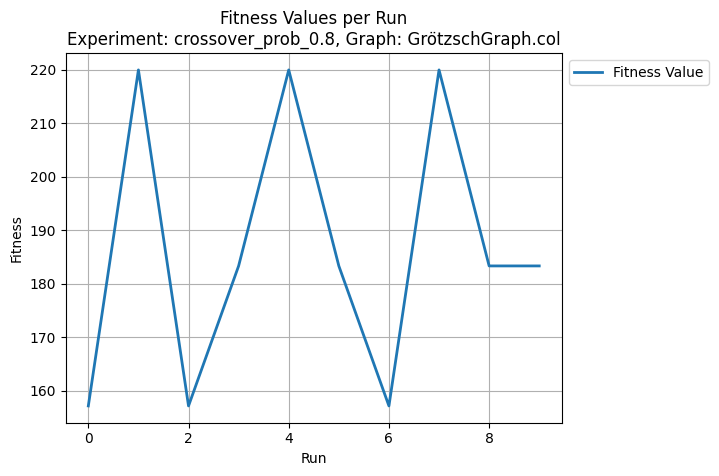 Fitness Values per Run
Experiment: crossover_prob_0.8, Graph: GrötzschGraph.col
Fitness Value
220
210
200
190
180
170
160
Fitness
0 2 4 6 8
Run